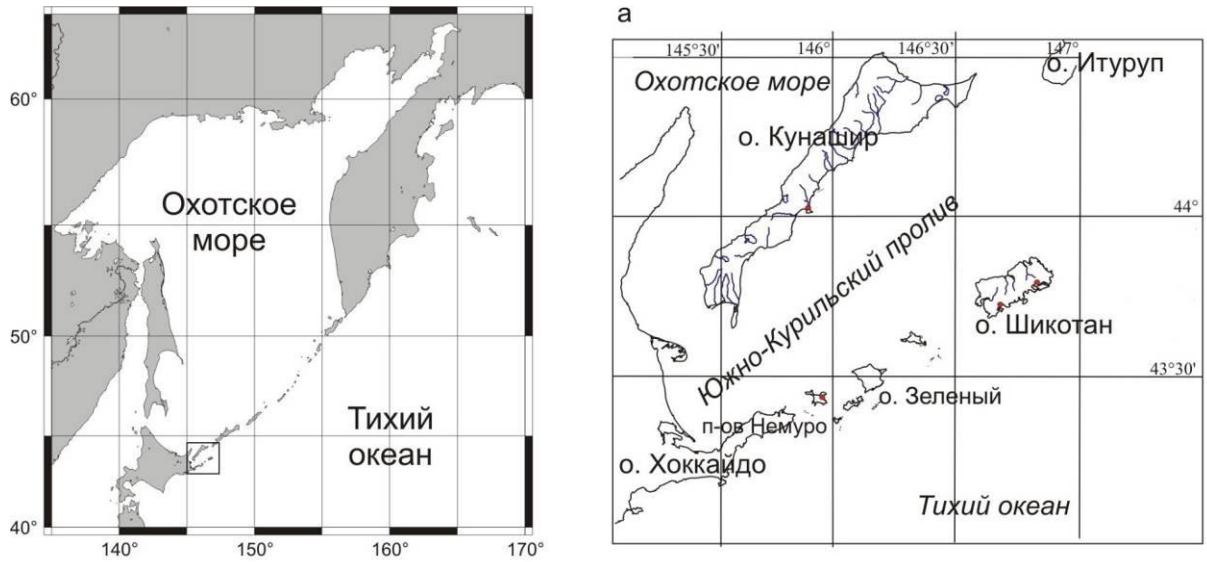 60°
50°
40°
140°
150°
160°
170°
Охотское
море
Тихий
океан
а
145°30'
146°
146°30'
147°
Охотское море
о. Итуруп
о. Кунашир
44°
Южно-Курильский пролив
о. Шикотан
43°30'
о. Зеленый
п-ов Немуро
о. Хоккайдо
Тихий океан